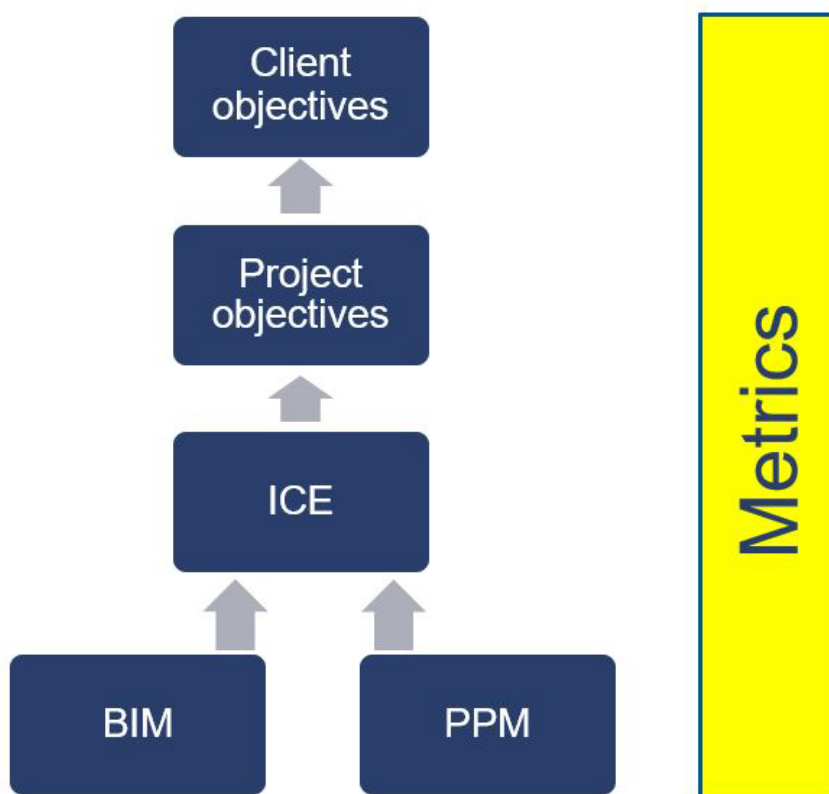 Client
objectives
Project
objectives
ICE
BIM
PPM
Metrics